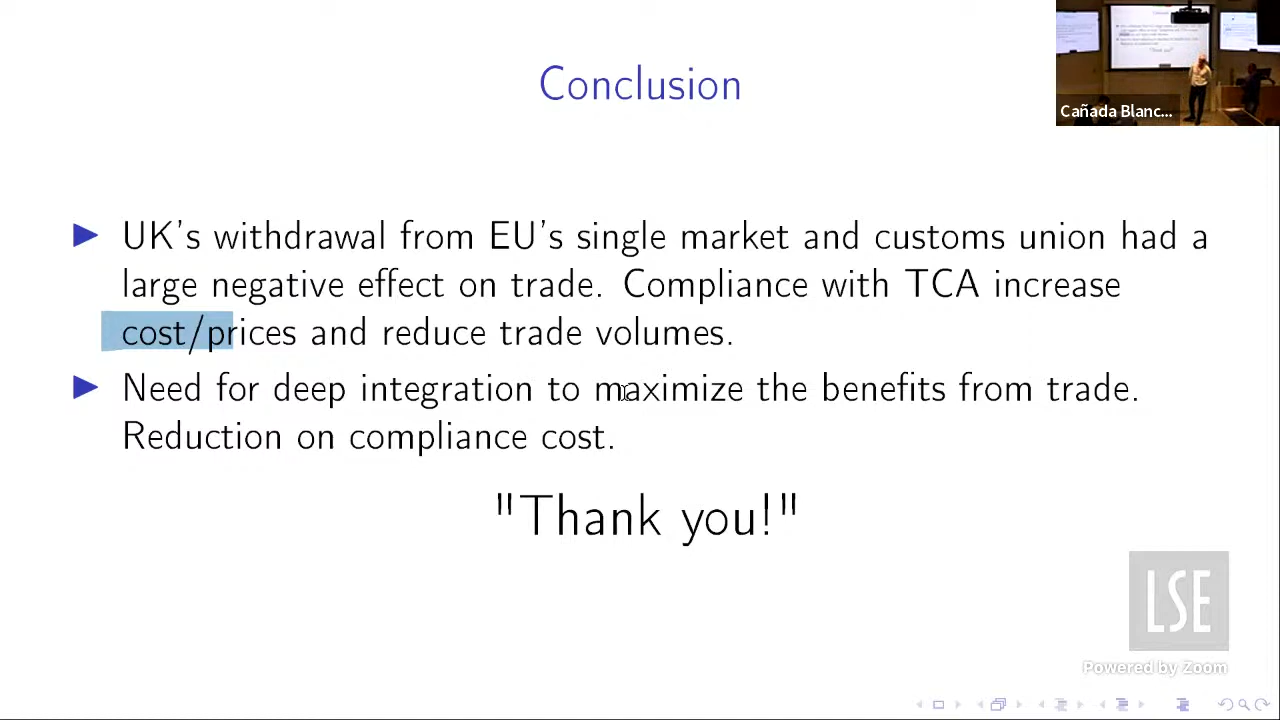 Conclusion
Cañada Blanc...
UK's withdrawal from EU's single market and customs union had a
large negative effect on trade. Compliance with TCA increase
cost/prices and reduce trade volumes.
Need for deep integration to maximize the benefits from trade.
Reduction on compliance cost.
"Thank you!"
LSE
Powered by Zoom